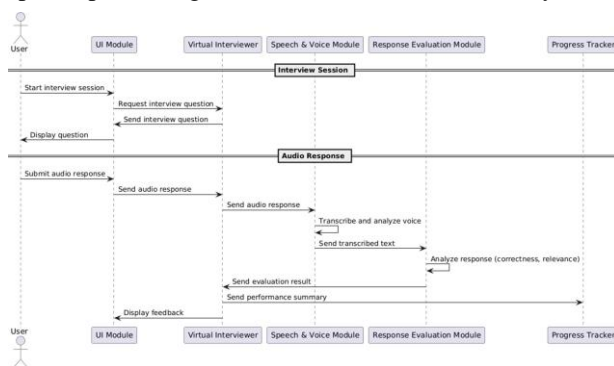 User
UI Module
Virtual Interviewer
Speech & Voice Module
Response Evaluation Module
Progress Tracker
Interview Session
Start interview session
Request interview question
Send interview question
Display question
Audio Response
Submit audio response
Send audio response
Send audio response
Transcribe and analyze voice
Send transcribed text
Analyze response (correctness, relevance)
Send evaluation result
Send performance summary
Display feedback
User
UI Module
Virtual Interviewer
Speech & Voice Module
Response Evaluation Module
Progress Tracker